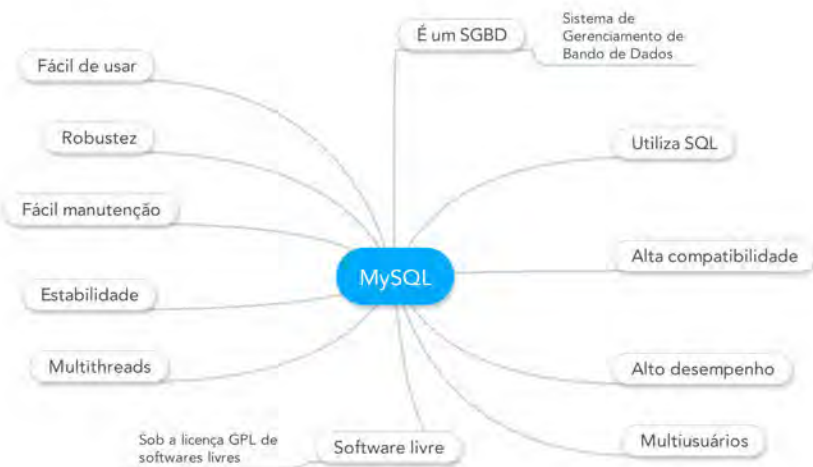 É um SGBD
Sistema de
Gerenciamento de
Bando de Dados
Fácil de usar
Robustez
Utiliza SQL
Fácil manutenção
Alta compatibilidade
MySQL
Estabilidade
Multithreads
Alto desempenho
Sob a licença GPL de
softwares livres
Software livre
Multiusuários